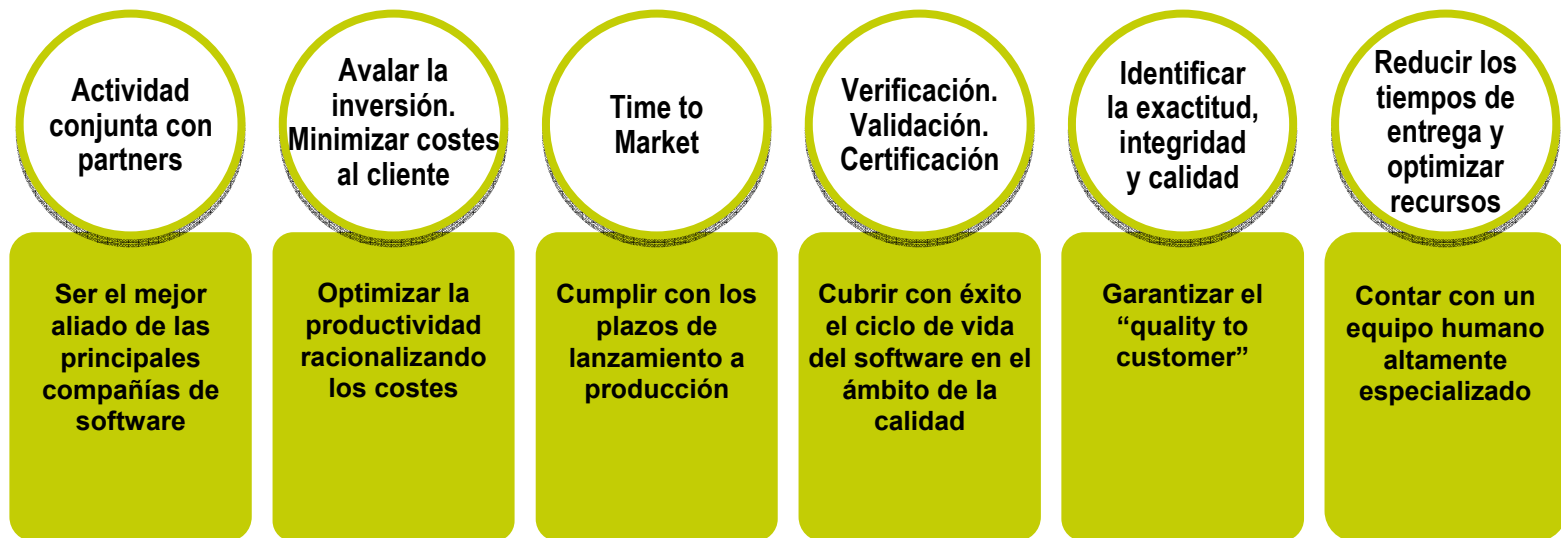 Actividad
conjunta con
partners
Ser el mejor
aliado de las
principales
compañías de
software
Avalar la
inversión.
Minimizar costes
al cliente
Optimizar la
productividad
racionalizando
los costes
Time to
Market
Cumplir con los
plazos de
lanzamiento a
producción
Verificación.
Validación.
Certificación
Cubrir con éxito
el ciclo de vida
del software en el
ámbito de la
calidad
Identificar
la exactitud,
integridad
y calidad
Garantizar el
“quality to
customer”
Reducir los
tiempos de
entrega y
optimizar
recursos
Contar con un
equipo humano
altamente
especializado